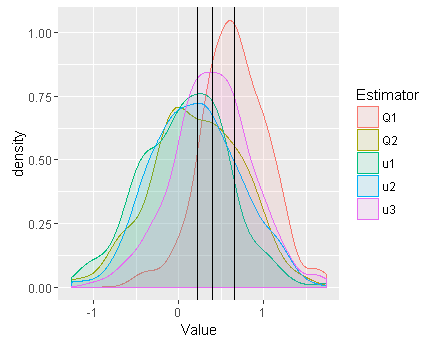 1.00
0.75
0.50
0.25
0.00
density
-1
0
1
Value
Estimator
Q1
Q2
u1
u2
u3